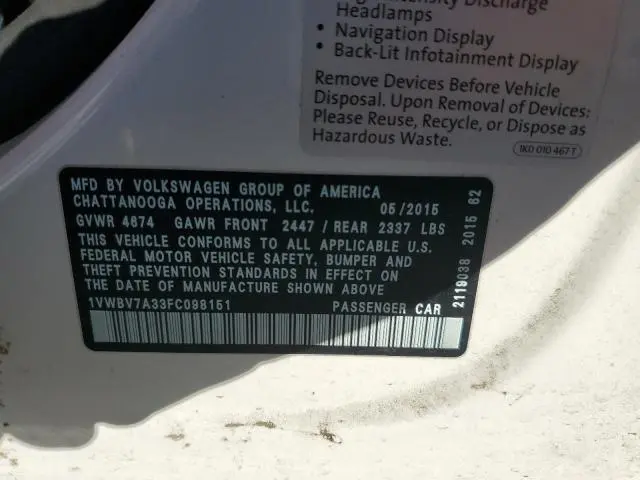 Intensity Discharge
Headlamps
• Navigation Display
• Back-Lit Infotainment Display
Remove Devices Before Vehicle
Disposal. Upon Removal of Devices:
Please Reuse, Recycle, or Dispose as
Hazardous Waste.
1K0 010 467 T
MFD BY VOLKSWAGEN GROUP OF AMERICA
CHATTANOOGA OPERATIONS, LLC. 05/2015
GVWR 4674 GAWR FRONT 2447 / REAR 2337 LBS
THIS VEHICLE CONFORMS TO ALL APPLICABLE U.S.
FEDERAL MOTOR VEHICLE SAFETY, BUMPER AND
THEFT PREVENTION STANDARDS IN EFFECT ON
THE DATE OF MANUFACTURE SHOWN ABOVE
1VWBV7A33FC098151 PASSENGER CAR
2119038 2015 62